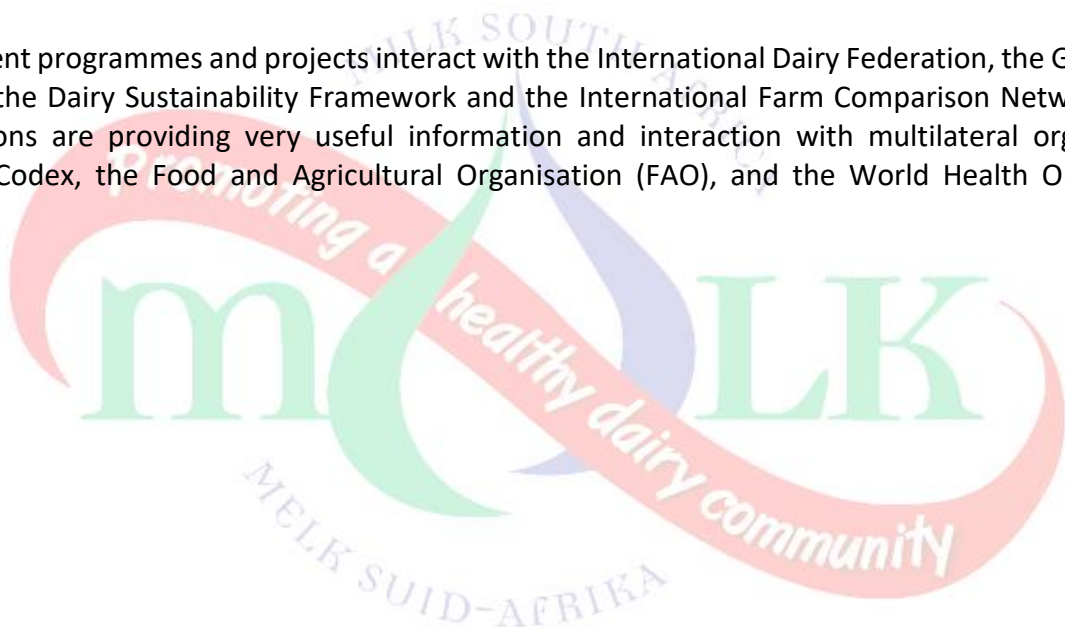 MILK SOUTH AFRICA
ent programmes and projects interact with the International Dairy Federation, the G
the Dairy Sustainability Framework and the International Farm Comparison Netw
ons are providing very useful information and interaction with multilateral org
Codex, the Food and Agricultural Organisation (FAO), and the World Health O
Promoting a healthy dairy community
mLK
MELK SUID-AFRIKA